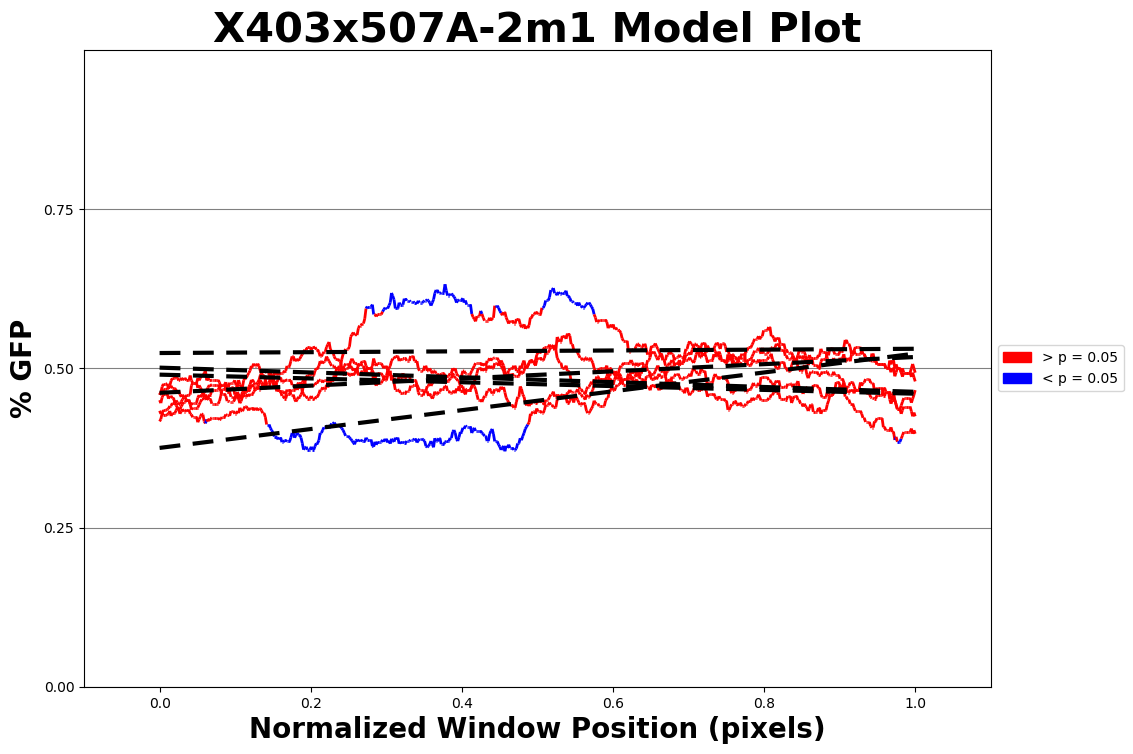 X403x507A-2m1 Model Plot
% GFP
0.75
0.50
0.25
0.00
0.0 0.2 0.4 0.6 0.8 1.0
Normalized Window Position (pixels)
> p = 0.05
< p = 0.05